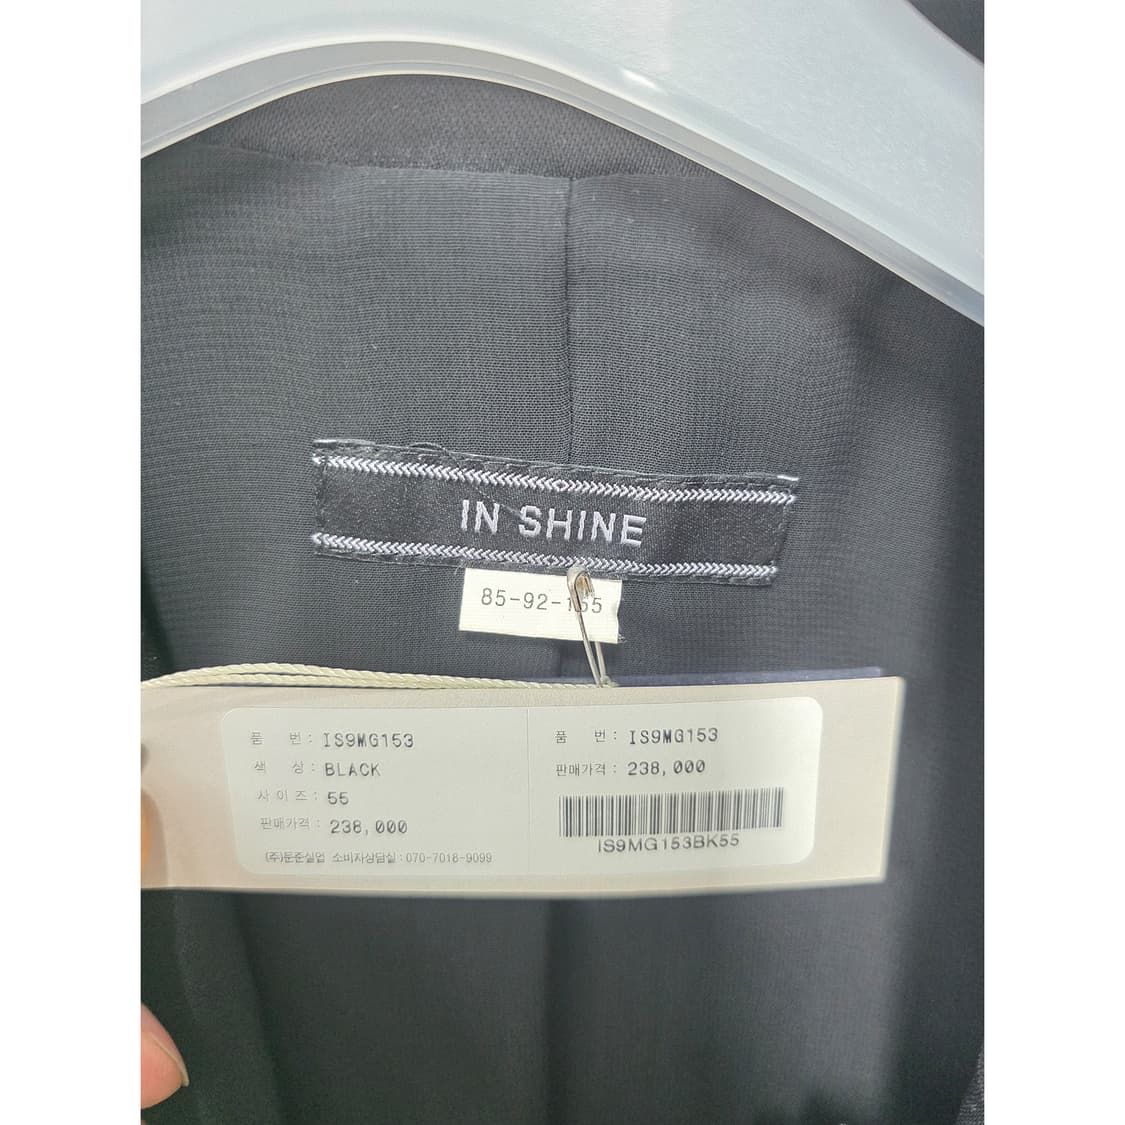 IN SHINE
85-92-155
품 번: IS9MG153
색 상: BLACK
사 이 즈: 55
판매가격: 238,000
(주)둔준실업 소비자상담실: 070-7018-9099
품 번: IS9MG153
판매가격: 238,000
IS9MG153BK55